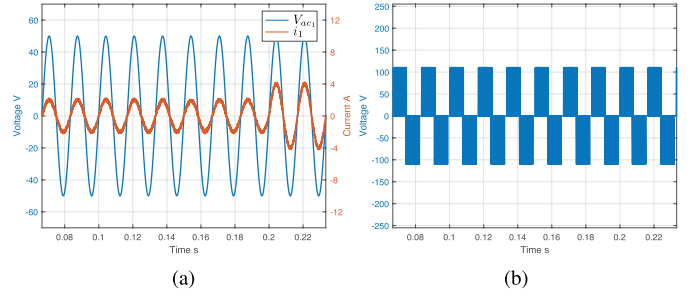 V_{ac_1}
i_1
60
40
20
0
-20
-40
-60
Voltage V
12
8
4
0
-4
-8
-12
Current A
0.08 0.1 0.12 0.14 0.16 0.18 0.2 0.22
Time s
(a)
250
200
150
100
50
0
-50
-100
-150
-200
-250
Voltage V
0.08 0.1 0.12 0.14 0.16 0.18 0.2 0.22
Time s
(b)